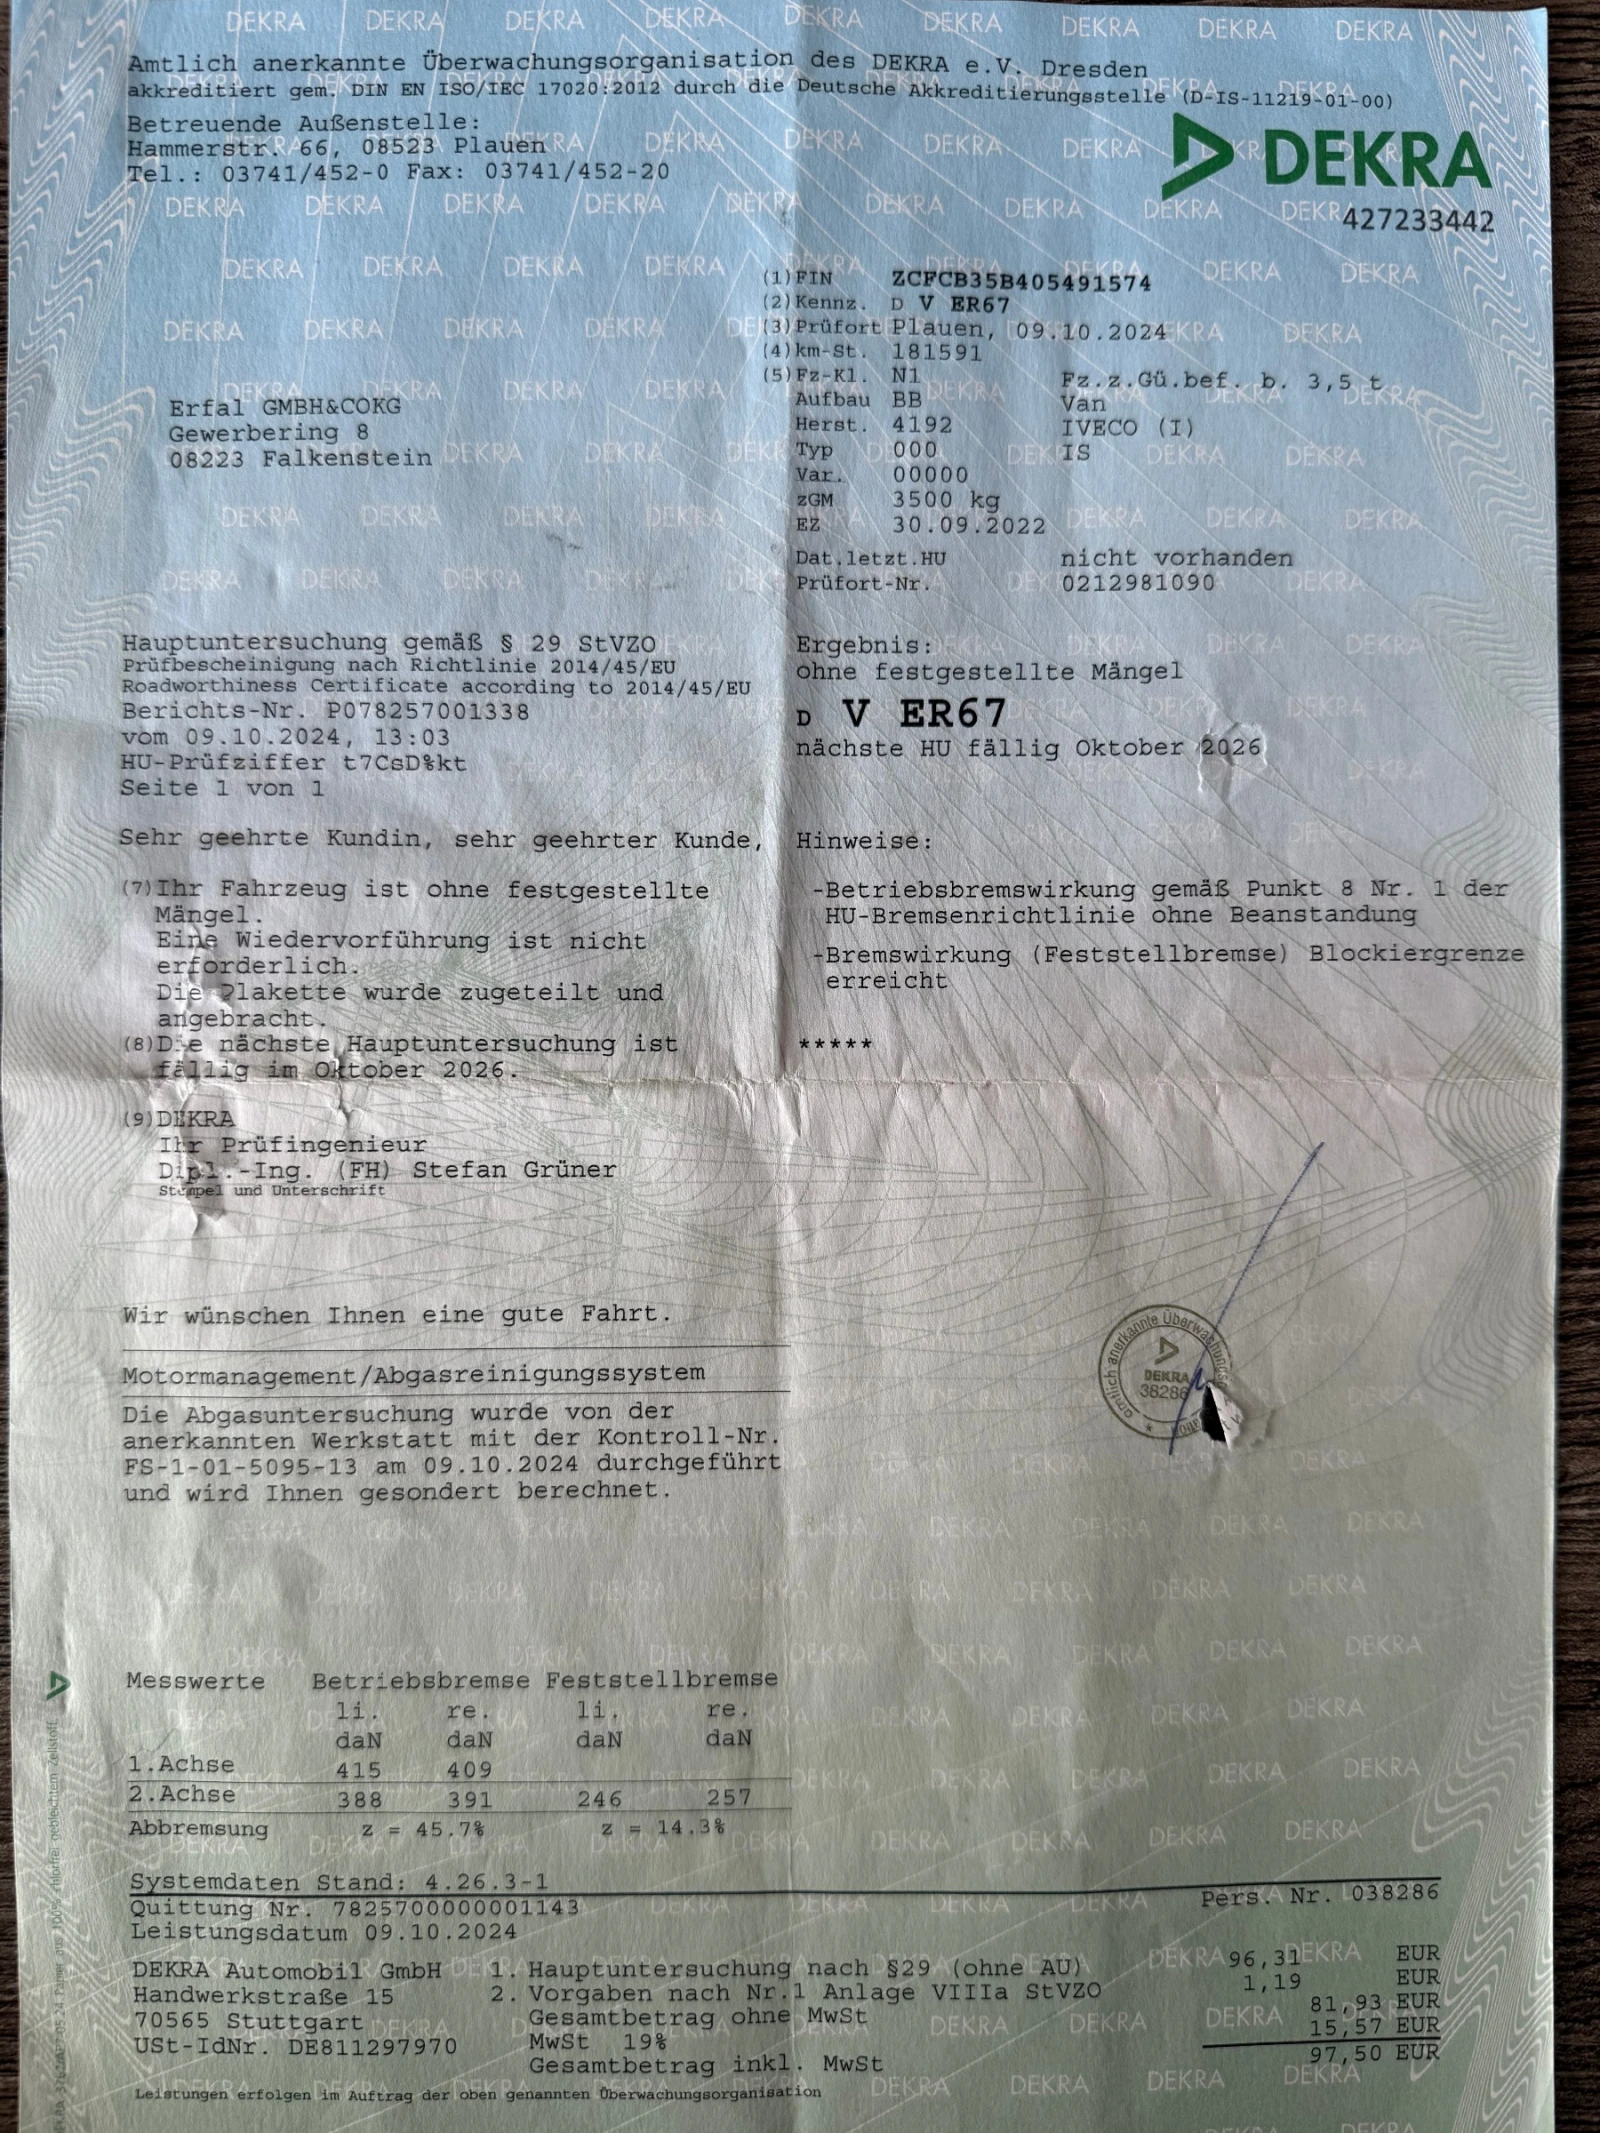 Amtlich anerkannte Überwachungsorganisation des DEKRA e.V. Dresden
akkreditiert gem. DIN EN ISO/IEC 17020:2012 durch die Deutsche Akkreditierungsstelle (D-IS-11219-01-00)
Betreuende Außenstelle:
Hammerstr. 66, 08523 Plauen
Tel.: 03741/452-0 Fax: 03741/452-20
DEKRA
427233442
(1) FIN ZCFCB35B405491574
(2) Kennz. D V ER67
(3) Prüfort Plauen, 09.10.2024
(4) km-St. 181591
(5) Fz-Kl. N1 Fz.z.Gü.bef. b. 3,5 t
Aufbau BB Van
Herst. 4192 IVECO (I)
Typ 000 IS
Var. 00000
zGM 3500 kg
EZ 30.09.2022
Dat.letzt.HU nicht vorhanden
Prüfort-Nr. 0212981090
Erfal GMBH&COKG
Gewerbering 8
08223 Falkenstein
Hauptuntersuchung gemäß § 29 StVZO
Prüfbescheinigung nach Richtlinie 2014/45/EU
Roadworthiness Certificate according to 2014/45/EU
Berichts-Nr. P078257001338
vom 09.10.2024, 13:03
HU-Prüfziffer t7CsD%kt
Seite 1 von 1
Ergebnis:
ohne festgestellte Mängel
D V ER67
nächste HU fällig Oktober 2026
Sehr geehrte Kundin, sehr geehrter Kunde,
(7) Ihr Fahrzeug ist ohne festgestellte
Mängel.
Eine Wiedervorführung ist nicht
erforderlich.
Die Plakette wurde zugeteilt und
angebracht.
(8) Die nächste Hauptuntersuchung ist
fällig im Oktober 2026.
(9) DEKRA
Ihr Prüfingenieur
Dipl.-Ing. (FH) Stefan Grüner
Stempel und Unterschrift
Hinweise:
-Betriebsbremswirkung gemäß Punkt 8 Nr. 1 der
HU-Bremsenrichtlinie ohne Beanstandung
-Bremswirkung (Feststellbremse) Blockiergrenze
erreicht
*****
Wir wünschen Ihnen eine gute Fahrt.
amtlich anerkannte
DEKRA
38286
Motormanagement/Abgasreinigungssystem
Die Abgasuntersuchung wurde von der
anerkannten Werkstatt mit der Kontroll-Nr.
FS-1-01-5095-13 am 09.10.2024 durchgeführt
und wird Ihnen gesondert berechnet.
Messwerte Betriebsbremse Feststellbremse
li. re. li. re.
daN daN daN daN
1.Achse 415 409
2.Achse 388 391 246 257
Abbremsung z = 45.7% z = 14.3%
Systemdaten Stand: 4.26.3-1
Quittung Nr. 7825700000001143 Pers. Nr. 038286
Leistungsdatum 09.10.2024
DEKRA Automobil GmbH
Handwerkstraße 15
70565 Stuttgart
USt-IdNr. DE811297970
1. Hauptuntersuchung nach §29 (ohne AU) 96,31 EUR
2. Vorgaben nach Nr.1 Anlage VIIIa StVZO 1,19 EUR
Gesamtbetrag ohne MwSt 81,93 EUR
MwSt 19% 15,57 EUR
Gesamtbetrag inkl. MwSt 97,50 EUR
Leistungen erfolgen im Auftrag der oben genannten Überwachungsorganisation